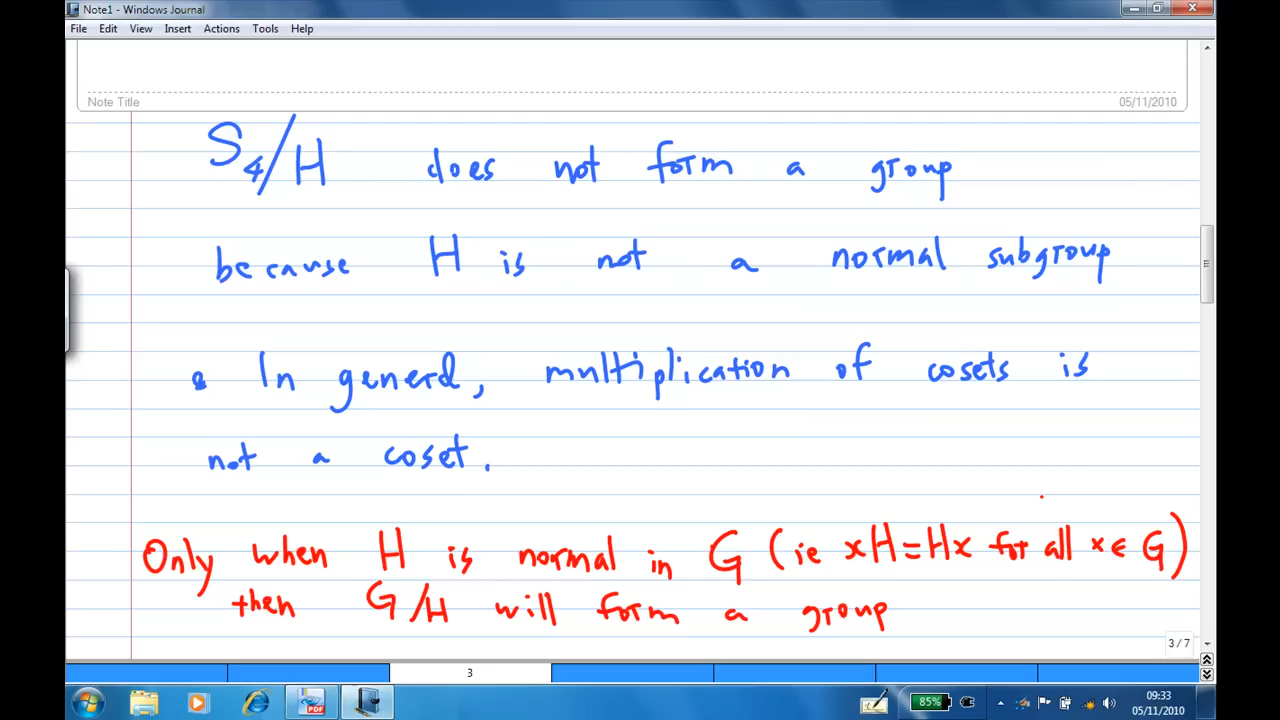 Note1 - Windows Journal
File Edit View Insert Actions Tools Help
Note Title 05/11/2010
S4/H does not form a group
because H is not a normal subgroup
In general, multiplication of cosets is
not a coset.
Only when H is normal in G (ie xH=Hx for all x∈G)
then G/H will form a group
3/7
3
85%
09:33
05/11/2010